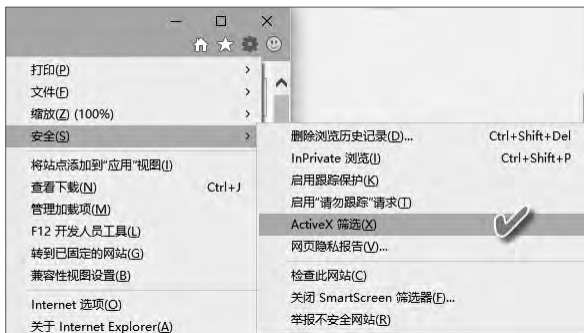 打印(P)
文件(F)
缩放(Z) (100%)
安全(S)
将站点添加到“应用”视图(I)
查看下载(N) Ctrl+J
管理加载项(M)
F12 开发人员工具(L)
转到已固定的网站(G)
兼容性视图设置(B)
Internet 选项(O)
关于 Internet Explorer(A)
删除浏览历史记录(D)... Ctrl+Shift+Del
InPrivate 浏览(I) Ctrl+Shift+P
启用跟踪保护(K)
启用“请勿跟踪”请求(T)
ActiveX 筛选(X)
网页隐私报告(V)...
检查此网站(C)
关闭 SmartScreen 筛选器(F)...
举报不安全网站(R)